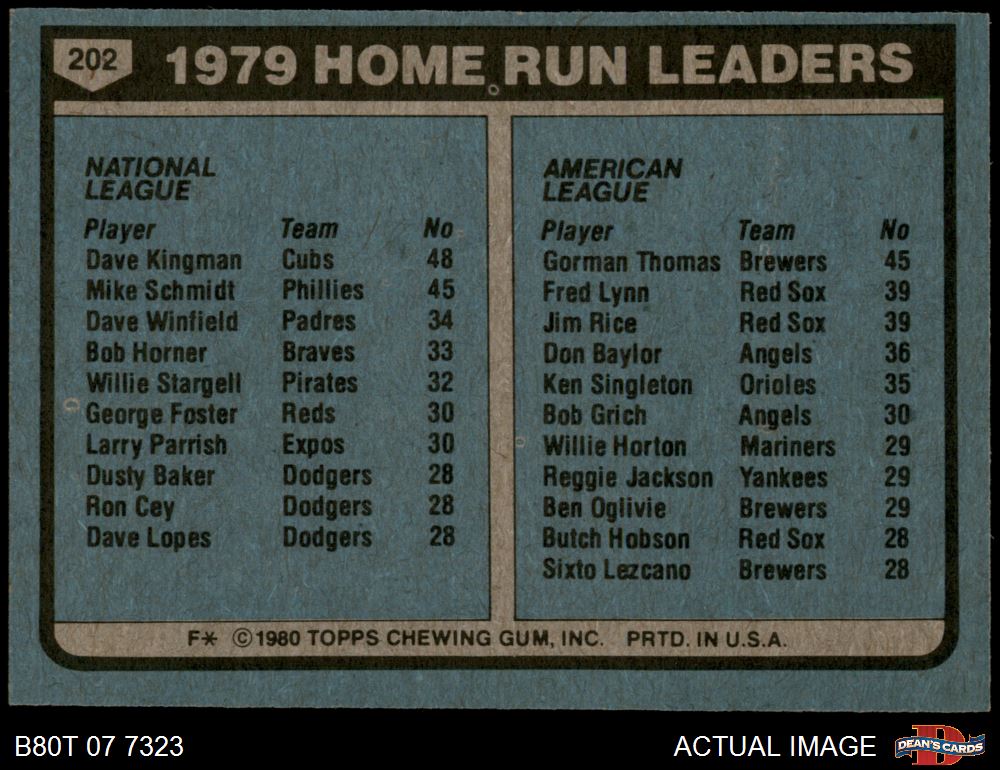 202
1979 HOME RUN LEADERS
NATIONAL
LEAGUE
Player Team No
Dave Kingman Cubs 48
Mike Schmidt Phillies 45
Dave Winfield Padres 34
Bob Horner Braves 33
Willie Stargell Pirates 32
George Foster Reds 30
Larry Parrish Expos 30
Dusty Baker Dodgers 28
Ron Cey Dodgers 28
Dave Lopes Dodgers 28
AMERICAN
LEAGUE
Player Team No
Gorman Thomas Brewers 45
Fred Lynn Red Sox 39
Jim Rice Red Sox 39
Don Baylor Angels 36
Ken Singleton Orioles 35
Bob Grich Angels 30
Willie Horton Mariners 29
Reggie Jackson Yankees 29
Ben Oglivie Brewers 29
Butch Hobson Red Sox 28
Sixto Lezcano Brewers 28
F* © 1980 TOPPS CHEWING GUM, INC. PRTD. IN U.S.A.
B80T 07 7323
ACTUAL IMAGE
D
DEAN'S CARDS